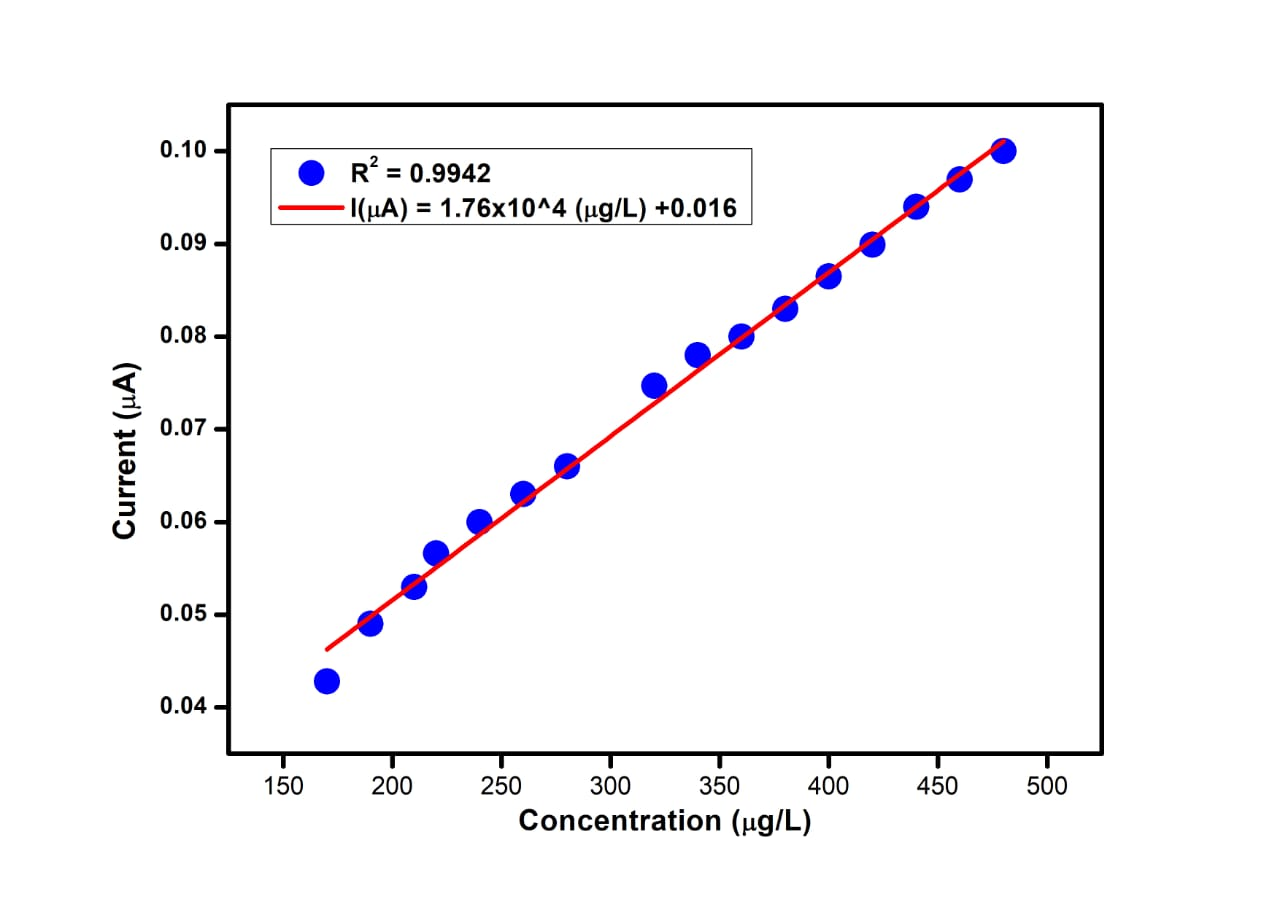 R² = 0.9942
I(μA) = 1.76x10^4 (μg/L) +0.016
0.10
0.09
0.08
0.07
0.06
0.05
0.04
Current (μA)
150 200 250 300 350 400 450 500
Concentration (μg/L)